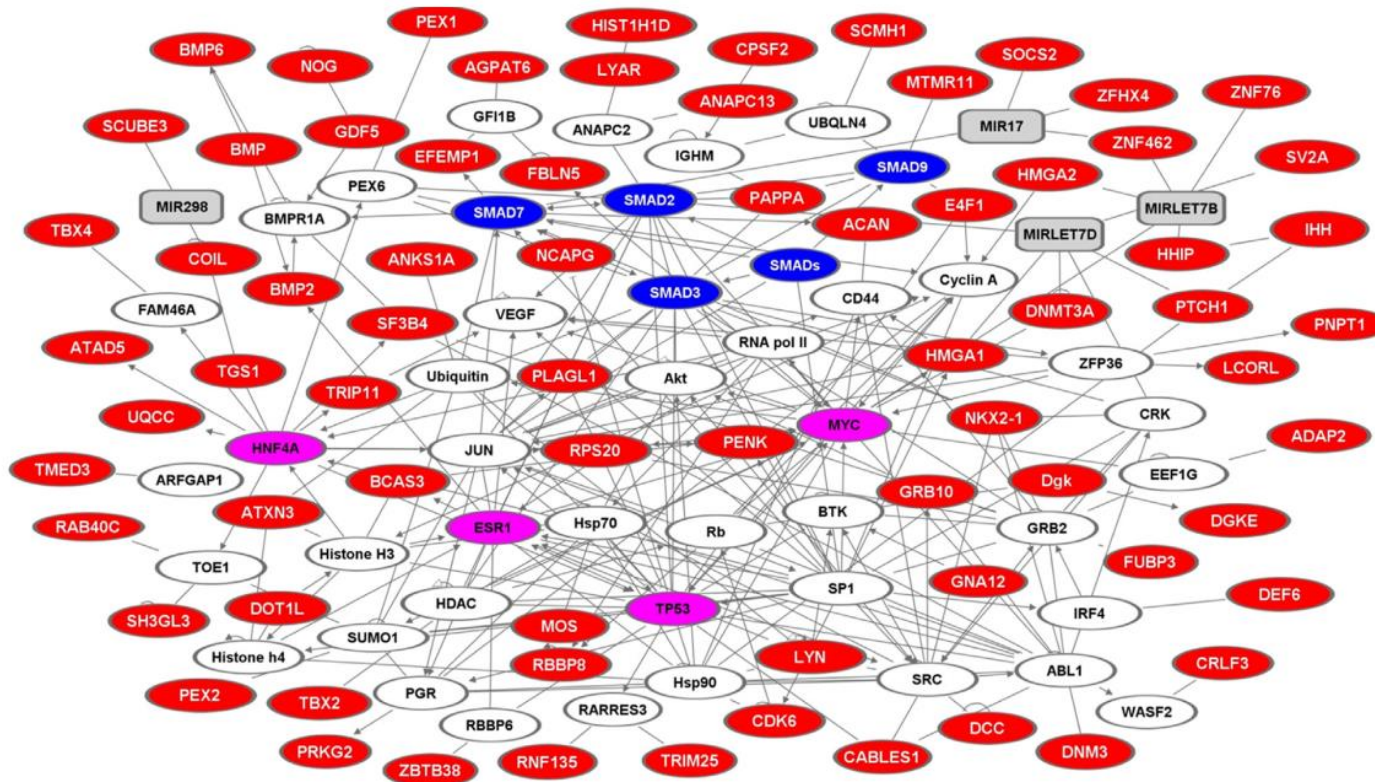 PEX1
HIST1H1D
SCMH1
BMP6
NOG
AGPAT6
LYAR
CPSF2
SOCS2
MTMR11
ZFHX4
ZNF76
SCUBE3
GDF5
GFI1B
ANAPC2
ANAPC13
UBQLN4
MIR17
ZNF462
BMP
EFEMP1
FBLN5
IGHM
SMAD9
HMGA2
SV2A
PEX6
MIR298
BMPR1A
SMAD7
SMAD2
PAPPA
E4F1
MIRLET7B
TBX4
ACAN
MIRLET7D
IHH
COIL
ANKS1A
NCAPG
SMADs
HHIP
BMP2
SMAD3
CD44
Cyclin A
FAM46A
SF3B4
VEGF
DNMT3A
PTCH1
PNPT1
ATAD5
TGS1
TRIP11
Ubiquitin
PLAGL1
Akt
RNA pol II
HMGA1
ZFP36
LCORL
UQCC
HNF4A
JUN
RPS20
PENK
MYC
NKX2-1
CRK
ADAP2
TMED3
ARFGAP1
BCAS3
GRB10
Dgk
EEF1G
RAB40C
ATXN3
ESR1
Hsp70
Rb
BTK
GRB2
DGKE
TOE1
Histone H3
FUBP3
SH3GL3
DOT1L
HDAC
TP53
SP1
GNA12
IRF4
DEF6
Histone h4
SUMO1
MOS
RBBP8
LYN
PEX2
TBX2
PGR
Hsp90
SRC
ABL1
CRLF3
RBBP6
RARRES3
CDK6
DCC
WASF2
PRKG2
ZBTB38
RNF135
TRIM25
CABLES1
DNM3